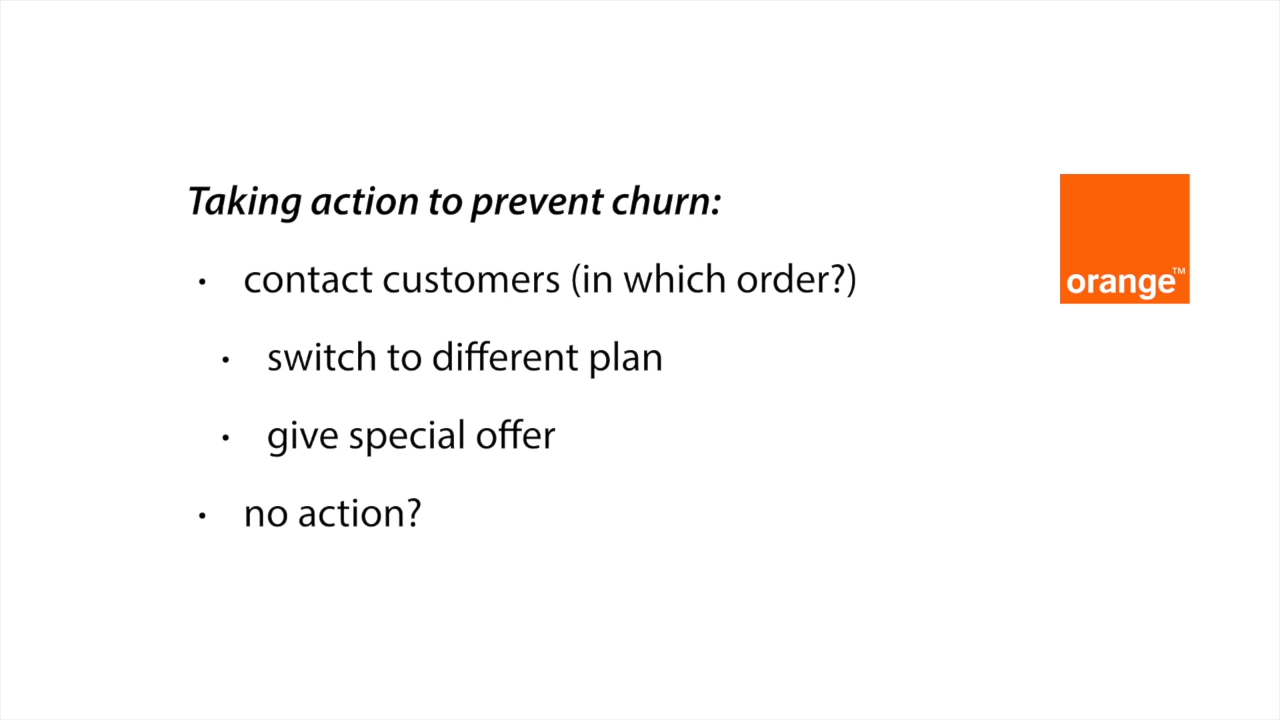 Taking action to prevent churn:
• contact customers (in which order?)
• switch to different plan
• give special offer
• no action?
orange™